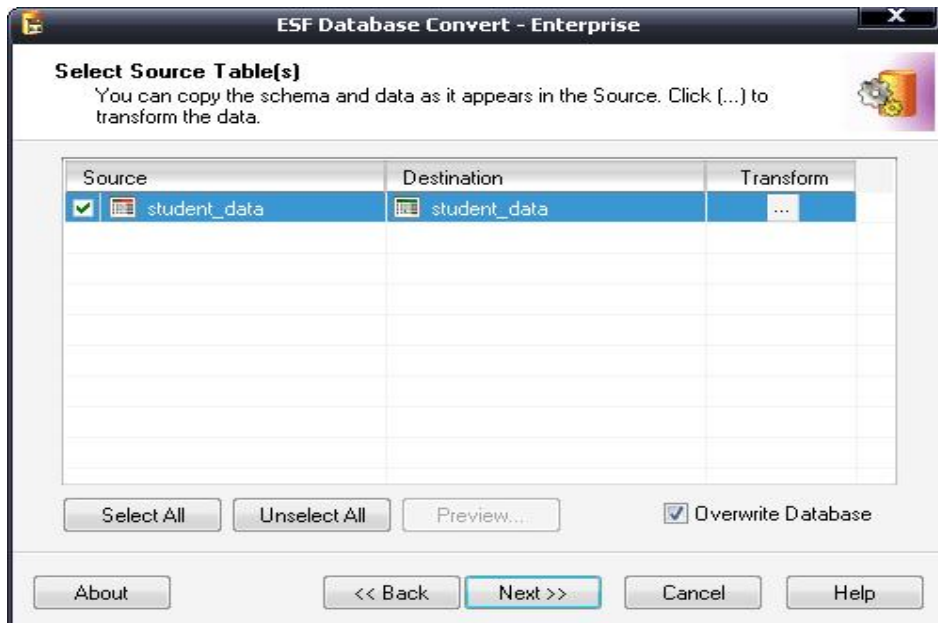 ESF Database Convert - Enterprise
X
Select Source Table(s)
You can copy the schema and data as it appears in the Source. Click (...) to
transform the data.
Source Destination Transform
student_data student_data ...
Select All Unselect All Preview... Overwrite Database
About << Back Next >> Cancel Help